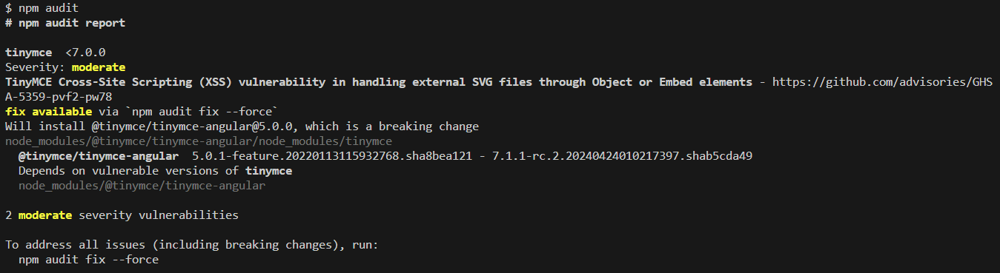 $ npm audit
# npm audit report
tinymce  <7.0.0
Severity: moderate
TinyMCE Cross-Site Scripting (XSS) vulnerability in handling external SVG files through Object or Embed elements - https://github.com/advisories/GHS
A-5359-pvf2-pw78
fix available via `npm audit fix --force`
Will install @tinymce/tinymce-angular@5.0.0, which is a breaking change
node_modules/@tinymce/tinymce-angular/node_modules/tinymce
  @tinymce/tinymce-angular  5.0.1-feature.20220113115932768.sha8bea121 - 7.1.1-rc.2.20240424010217397.shab5cda49
  Depends on vulnerable versions of tinymce
  node_modules/@tinymce/tinymce-angular
2 moderate severity vulnerabilities
To address all issues (including breaking changes), run:
  npm audit fix --force